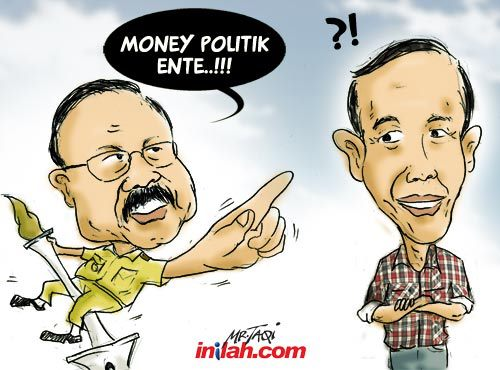 MONEY POLITIK
ENTE..!!!
?!
MR.TAQI
inilah.com